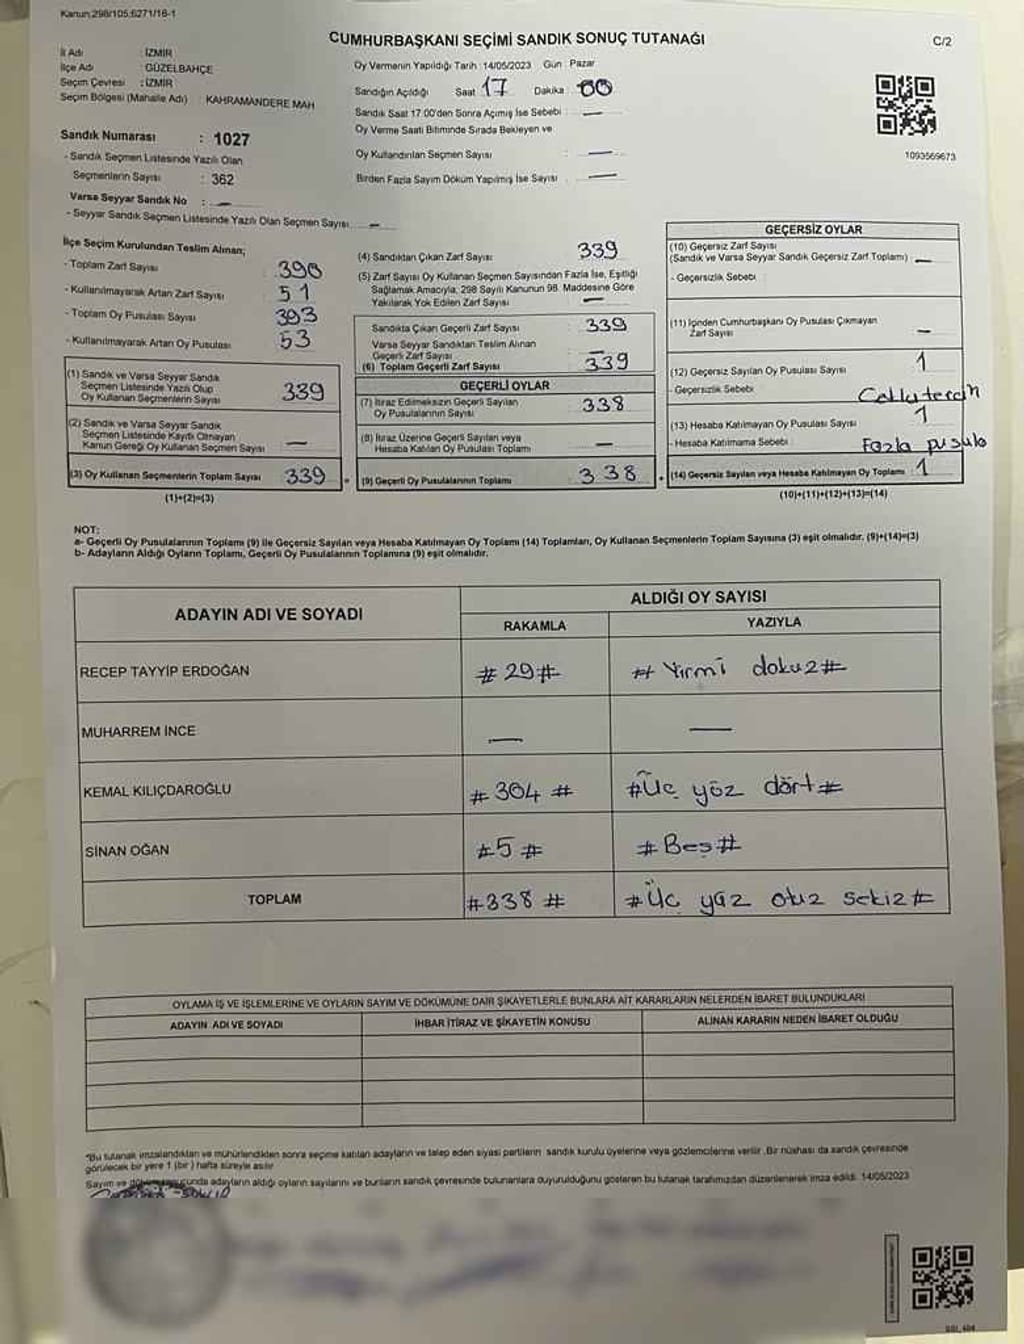 Kanun:298/105;6271/16-1
CUMHURBAŞKANI SEÇİMİ SANDIK SONUÇ TUTANAĞI
C/2
İl Adı : İZMİR
İlçe Adı : GÜZELBAHÇE
Seçim Çevresi : İZMİR
Seçim Bölgesi (Mahalle Adı) : KAHRAMANDERE MAH
Sandık Numarası : 1027
- Sandık Seçmen Listesinde Yazılı Olan
Seçmenlerin Sayısı : 362
Varsa Seyyar Sandık No : —
- Seyyar Sandık Seçmen Listesinde Yazılı Olan Seçmen Sayısı —
Oy Vermenin Yapıldığı Tarih : 14/05/2023 Gün : Pazar
Sandığın Açıldığı Saat 17 Dakika 00
Sandık Saat 17:00'den Sonra Açımış İse Sebebi : —
Oy Verme Saati Bitiminde Sırada Bekleyen ve
Oy Kullandırılan Seçmen Sayısı : —
Birden Fazla Sayım Döküm Yapılmış İse Sayısı : —
1093569673
İlçe Seçim Kurulundan Teslim Alınan;
- Toplam Zarf Sayısı 390
- Kullanılmayarak Artan Zarf Sayısı 51
- Toplam Oy Pusulası Sayısı 393
- Kullanılmayarak Artan Oy Pusulası 53
(1) Sandık ve Varsa Seyyar Sandık
Seçmen Listesinde Yazılı Olup
Oy Kullanan Seçmenlerin Sayısı 339
(2) Sandık ve Varsa Seyyar Sandık
Seçmen Listesinde Kayıtlı Olmayan
Kanun Gereği Oy Kullanan Seçmen Sayısı —
(3) Oy Kullanan Seçmenlerin Toplam Sayısı 339
(1)+(2)=(3)
(4) Sandıktan Çıkan Zarf Sayısı: 339
(5) Zarf Sayısı Oy Kullanan Seçmen Sayısından Fazla İse, Eşitliği
Sağlamak Amacıyla, 298 Sayılı Kanunun 98. Maddesine Göre
Yakılarak Yok Edilen Zarf Sayısı —
Sandıkta Çıkan Geçerli Zarf Sayısı 339
Varsa Seyyar Sandıktan Teslim Alınan
Geçerli Zarf Sayısı —
(6) Toplam Geçerli Zarf Sayısı 339
GEÇERLİ OYLAR
(7) İtiraz Edilmeksizin Geçerli Sayılan
Oy Pusulalarının Sayısı 338
(8) İtiraz Üzerine Geçerli Sayılan veya
Hesaba Katılan Oy Pusulası Toplamı —
(9) Geçerli Oy Pusulalarının Toplamı 338
GEÇERSİZ OYLAR
(10) Geçersiz Zarf Sayısı
(Sandık ve Varsa Seyyar Sandık Geçersiz Zarf Toplamı) : —
- Geçersizlik Sebebi :
(11) İçinden Cumhurbaşkanı Oy Pusulası Çıkmayan
Zarf Sayısı —
(12) Geçersiz Sayılan Oy Pusulası Sayısı 1
- Geçersizlik Sebebi :
(13) Hesaba Katılmayan Oy Pusulası Sayısı 1
- Hesaba Katılmama Sebebi : Fazla pusula
(14) Geçersiz Sayılan veya Hesaba Katılmayan Oy Toplamı 1
(10)+(11)+(12)+(13)=(14)
NOT:
a- Geçerli Oy Pusulalarının Toplamı (9) ile Geçersiz Sayılan veya Hesaba Katılmayan Oy Toplamı (14) Toplamları, Oy Kullanan Seçmenlerin Toplam Sayısına (3) eşit olmalıdır. (9)+(14)=(3)
b- Adayların Aldığı Oyların Toplamı, Geçerli Oy Pusulalarının Toplamına (9) eşit olmalıdır.
ADAYIN ADI VE SOYADI
ALDIĞI OY SAYISI
RAKAMLA YAZIYLA
RECEP TAYYİP ERDOĞAN # 29 # # Yirmi dokuz #
MUHARREM İNCE — —
KEMAL KILIÇDAROĞLU # 304 # # Üç yöz dört #
SİNAN OĞAN # 5 # # Beş #
TOPLAM # 338 # # Üç yüz otuz sekiz #
OYLAMA İŞ VE İŞLEMLERİNE VE OYLARIN SAYIM VE DÖKÜMÜNE DAİR ŞİKAYETLERLE BUNLARA AİT KARARLARIN NELERDEN İBARET BULUNDUKLARI
ADAYIN ADI VE SOYADI İHBAR İTİRAZ VE ŞİKAYETİN KONUSU ALINAN KARARIN NEDEN İBARET OLDUĞU
*Bu tutanak imzalandıktan ve mühürlendikten sonra seçime katılan adayların ve talep eden siyasi partilerin sandık kurulu üyelerine veya gözlemcilerine verilir. Bir nüshası da sandık çevresinde
görülecek bir yere 1 (bir) hafta süreyle asılır
Sayım ve adayların aldığı oyların sayılarını ve bunların sandık çevresinde bulunanlara duyurulduğunu gösteren bu tutanak tarafımızdan düzenlenerek imza edildi. 14/05/2023